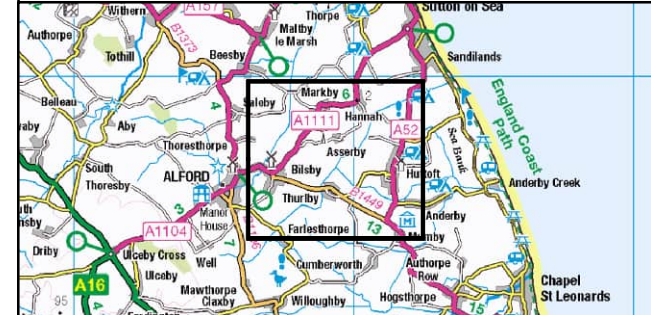 Withern
A157
Thorpe
Sutton on Sea
Authorpe
Maltby
le Marsh
Tothill
B1373
Beesby
Sandilands
Belleau
4
Saleby
Markby
6
2
Hannah
A1111
A52
England Coast
Path
Aby
Thoresthorpe
Asserby
Sea Bank
South
Thoresby
ALFORD
Bilsby
Huttoft
Anderby Creek
3
Manor
House
Thurlby
B1449
Anderby
A1104
7
Farlesthorpe
13
Mumby
Driby
Ulceby Cross
Well
Cumberworth
Authorpe
Row
A16
Ulceby
Chapel
St Leonards
95
4
Mawthorpe
Claxby
Willoughby
Hogsthorpe
15